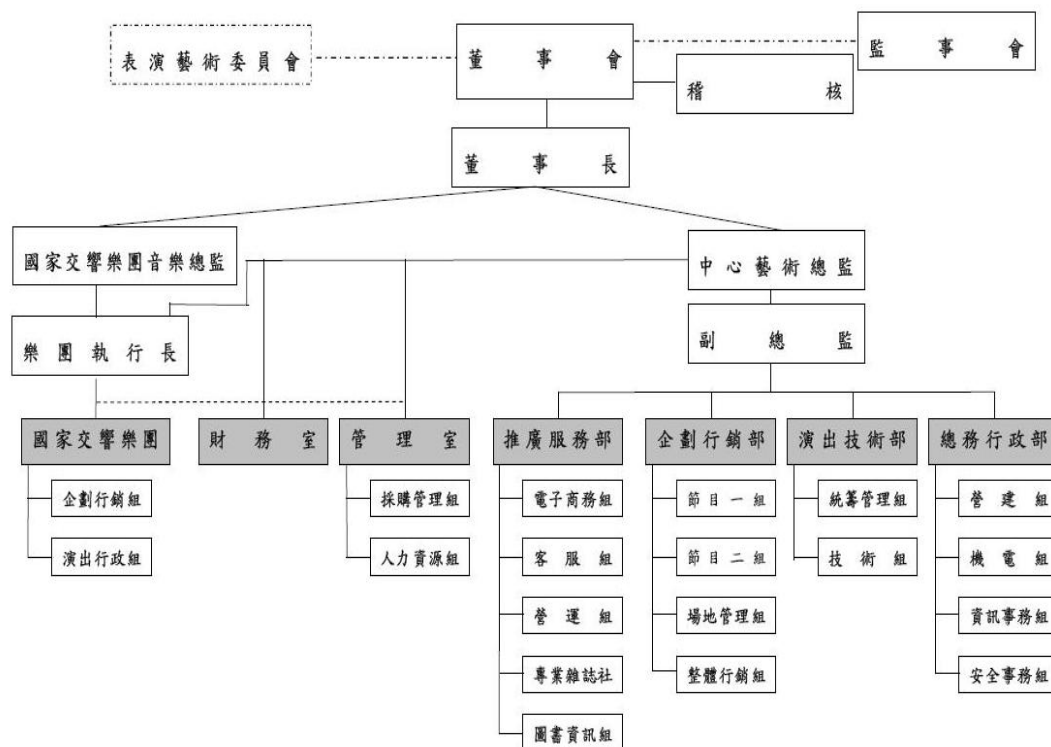 表演藝術委員會
董事會
監事會
稽核
董事長
國家交響樂團音樂總監
中心藝術總監
樂團執行長
副總監
國家交響樂團
財務室
管理室
推廣服務部
企劃行銷部
演出技術部
總務行政部
企劃行銷組
採購管理組
電子商務組
節目一組
統籌管理組
營建組
演出行政組
人力資源組
客服組
節目二組
技術組
機電組
營運組
場地管理組
資訊事務組
專業雜誌社
整體行銷組
安全事務組
圖書資訊組